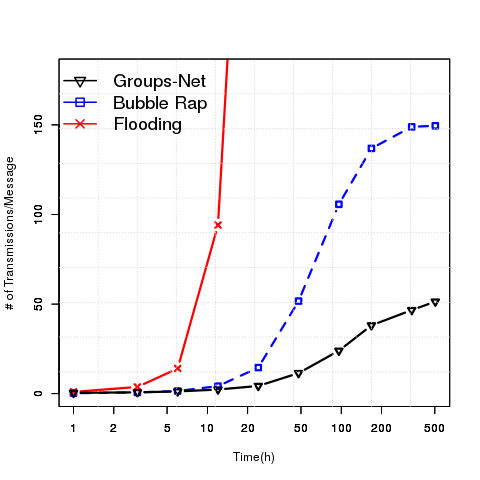 Groups-Net
Bubble Rap
Flooding
# of Transmissions/Message
150
100
50
0
1 2 5 10 20 50 100 200 500
Time(h)